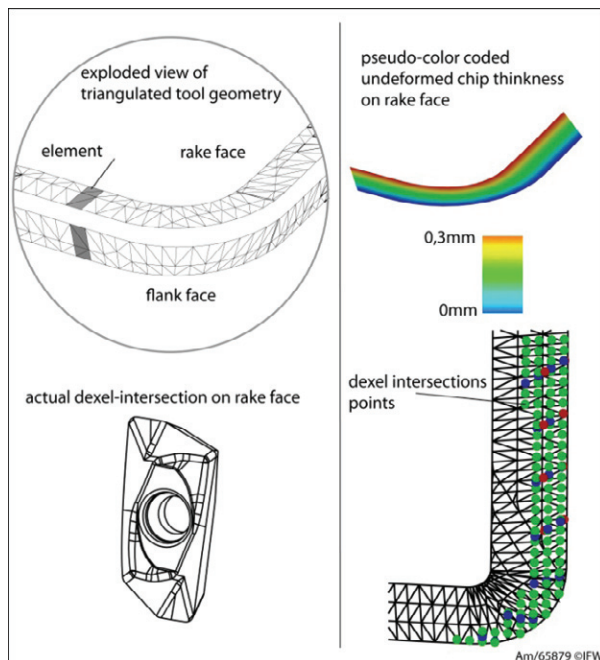 exploded view of
triangulated tool geometry
element
rake face
flank face
actual dexel-intersection on rake face
pseudo-color coded
undeformed chip thinkness
on rake face
0,3mm
0mm
dexel intersections
points
Am/65879 ©IFW